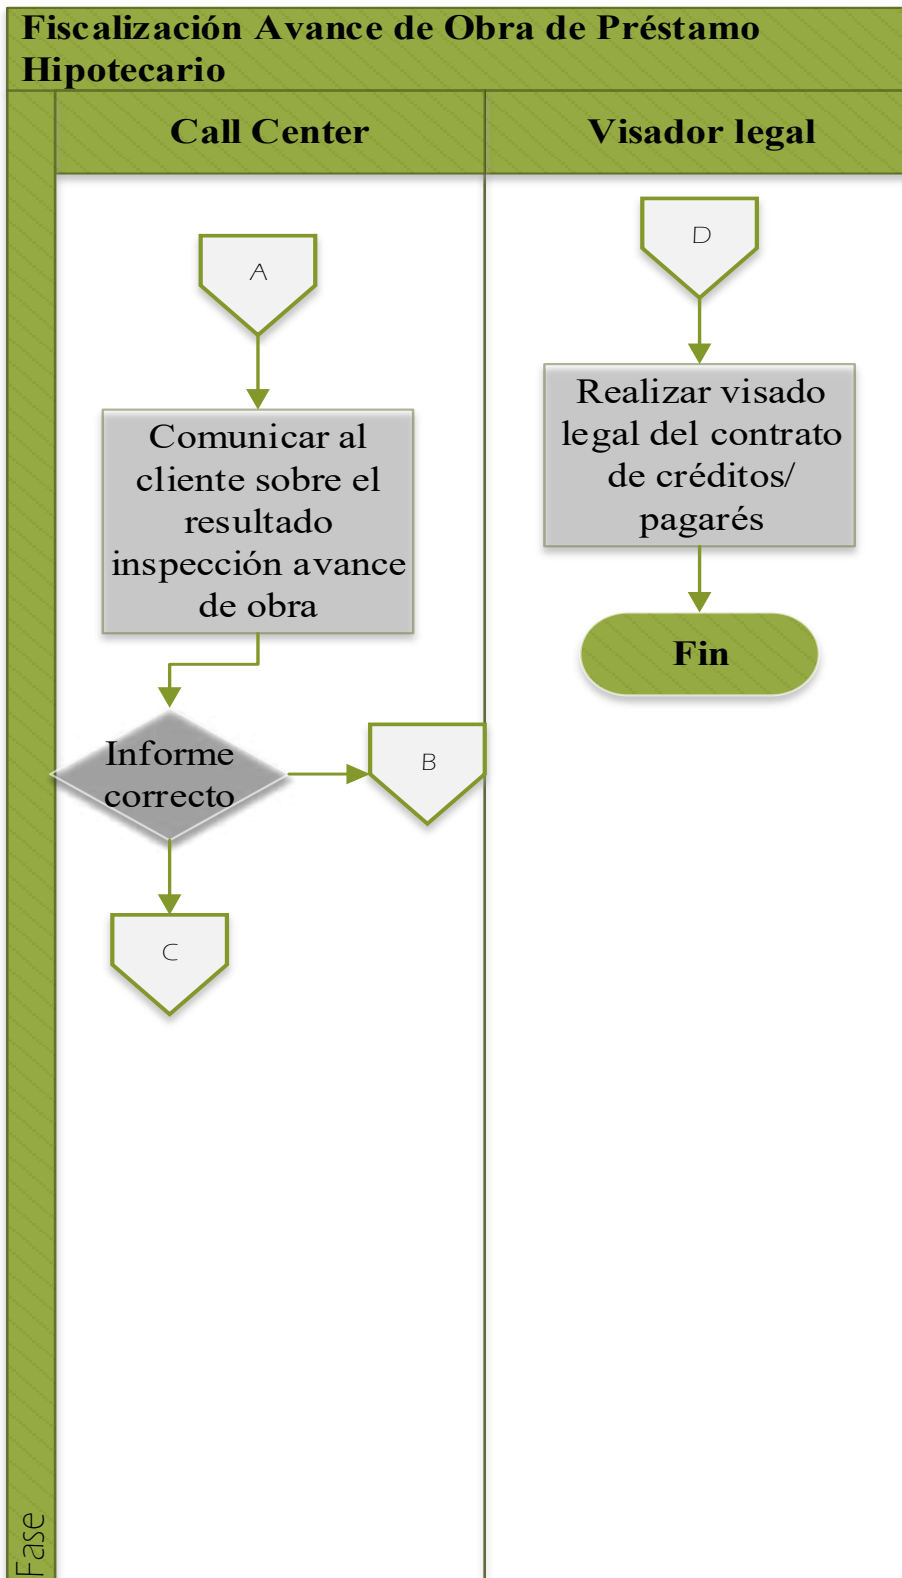 Fiscalización Avance de Obra de Préstamo
Hipotecario
Call Center
Visador legal
A
Comunicar al
cliente sobre el
resultado
inspección avance
de obra
Informe
correcto
B
C
D
Realizar visado
legal del contrato
de créditos/
pagarés
Fin
Fase